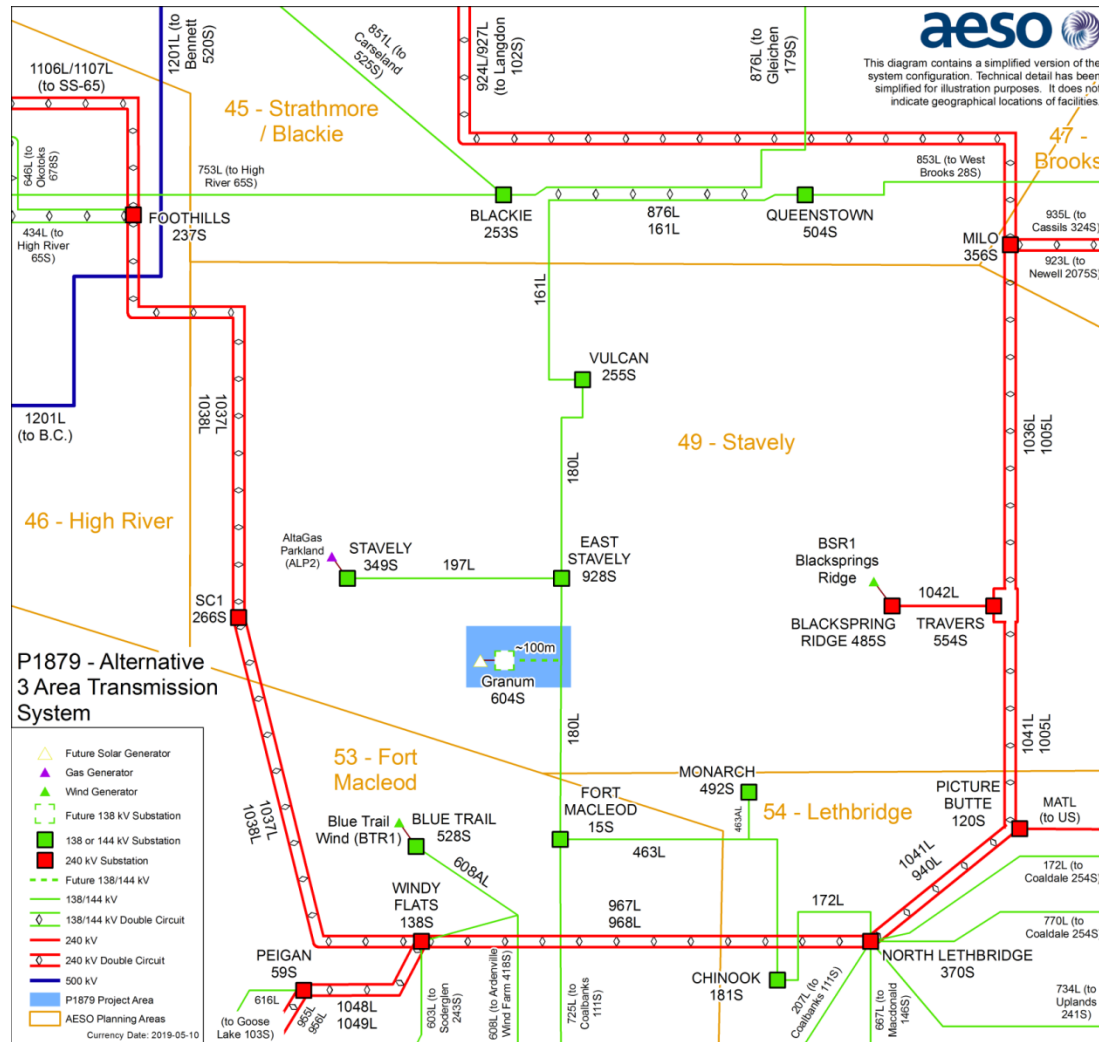 aeso
This diagram contains a simplified version of the
system configuration. Technical detail has been
simplified for illustration purposes. It does not
indicate geographical locations of facilities.
1106L/1107L
(to SS-65)
1201L (to
Bennett
520S)
851L (to
Carseland
525S)
924L/927L
(to Langdon
102S)
876L (to
Gleichen
179S)
45 - Strathmore
/ Blackie
47 -
Brooks
646L (to
Okotoks
678S)
753L (to High
River 65S)
853L (to West
Brooks 28S)
FOOTHILLS
237S
434L (to
High River
65S)
BLACKIE
253S
876L
161L
QUEENSTOWN
504S
MILO
356S
935L (to
Cassils 324S)
923L (to
Newell 2075S)
161L
VULCAN
255S
1201L
(to B.C.)
1037L
1038L
49 - Stavely
1036L
1005L
180L
46 - High River
AltaGas
Parkland
(ALP2)
STAVELY
349S
197L
EAST
STAVELY
928S
BSR1
Blacksprings
Ridge
1042L
BLACKSPRING
RIDGE 485S
TRAVERS
554S
SC1
266S
~100m
Granum
604S
P1879 - Alternative
3 Area Transmission
System
180L
1041L
1005L
53 - Fort
Macleod
MONARCH
492S
54 - Lethbridge
PICTURE
BUTTE
120S
MATL
(to US)
FORT
MACLEOD
15S
463AL
463L
1037L
1038L
Blue Trail
Wind (BTR1)
BLUE TRAIL
528S
608AL
1041L
940L
172L (to
Coaldale 254S)
WINDY
FLATS
138S
967L
968L
172L
770L (to
Coaldale 254S)
PEIGAN
59S
NORTH LETHBRIDGE
370S
CHINOOK
181S
616L
(to Goose
Lake 103S)
955L
956L
1048L
1049L
603L (to
Soderglen
243S)
608L (to Ardenville
Wind Farm 418S)
725L (to
Coalbanks
111S)
207L (to
Coalbanks 111S)
667L (to
Macdonald
146S)
734L (to
Uplands
241S)
Future Solar Generator
Gas Generator
Wind Generator
Future 138 kV Substation
138 or 144 kV Substation
240 kV Substation
Future 138/144 kV
138/144 kV
138/144 kV Double Circuit
240 kV
240 kV Double Circuit
500 kV
P1879 Project Area
AESO Planning Areas
Currency Date: 2019-05-10